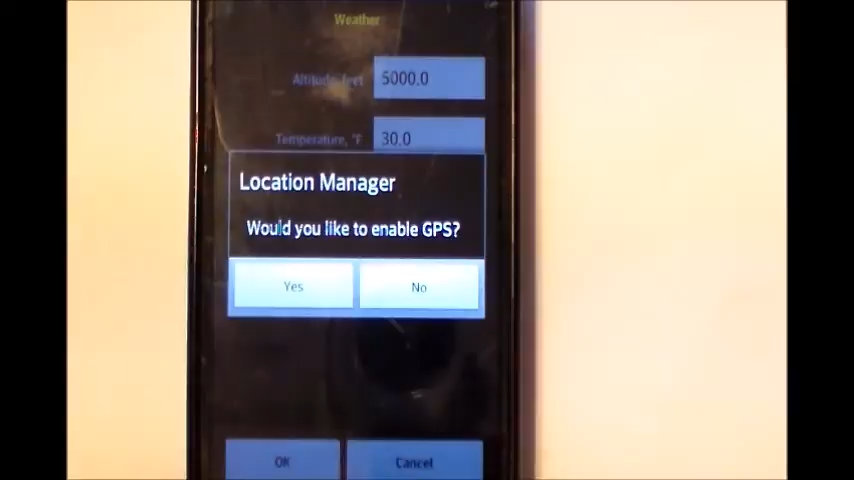 Weather
Altitude, feet 5000.0
Temperature, °F 30.0
Location Manager
Would you like to enable GPS?
Yes No
OK Cancel